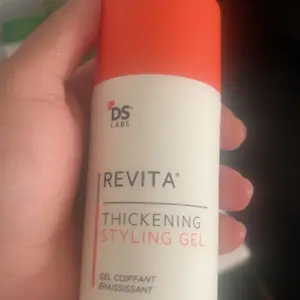 DS
LABS
REVITA®
THICKENING
STYLING GEL
GEL COIFFANT
ÉPAISSISSANT